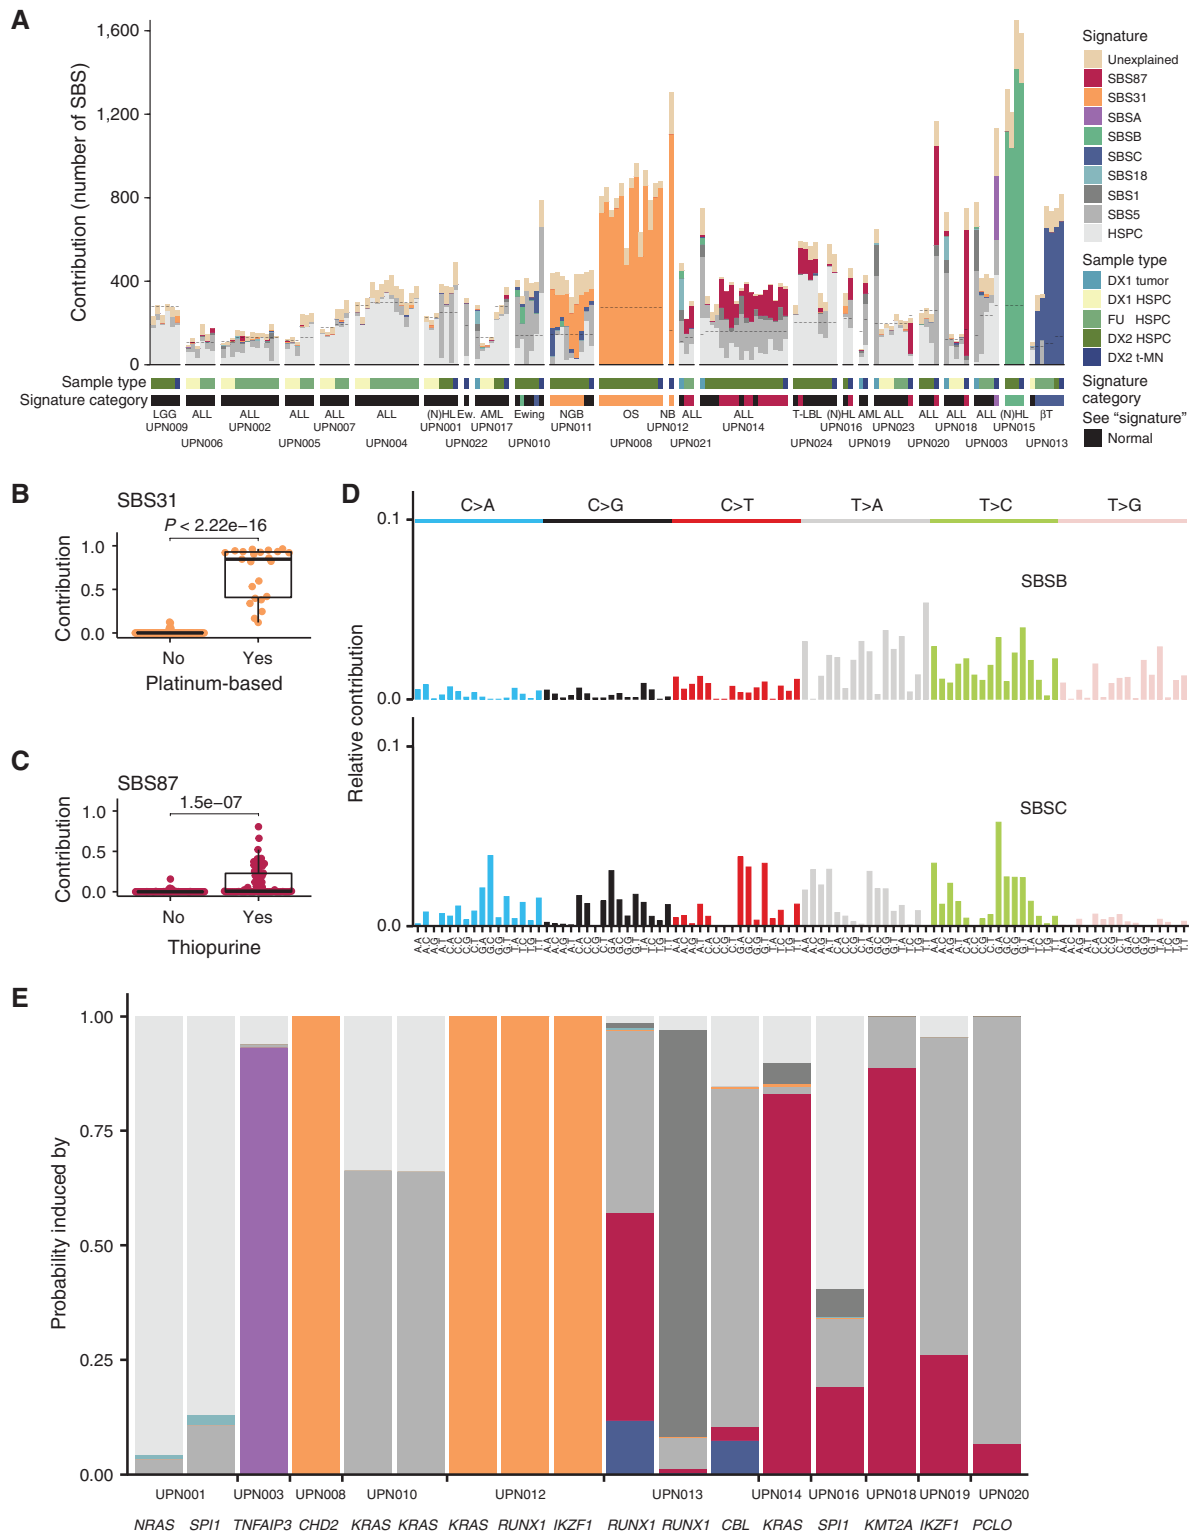 A
Contribution (number of SBS)
1,600
1,200
800
400
0
Sample type
Signature category
LGG ALL ALL ALL ALL ALL (N)HL Ew. AML Ewing NGB OS NB ALL ALL T-LBL (N)HL AML ALL ALL ALL ALL (N)HL βT
UPN009 UPN002 UPN007 UPN001 UPN017 UPN011 UPN012 UPN014 UPN016 UPN023 UPN018 UPN015
UPN006 UPN005 UPN004 UPN022 UPN010 UPN008 UPN021 UPN024 UPN019 UPN020 UPN003 UPN013
Signature
Unexplained
SBS87
SBS31
SBSA
SBSB
SBSC
SBS18
SBS1
SBS5
HSPC
Sample type
DX1 tumor
DX1 HSPC
FU HSPC
DX2 HSPC
DX2 t-MN
Signature
category
See “signature”
Normal
B
SBS31
P < 2.22e−16
Contribution
1.0
0.5
0.0
No Yes
Platinum-based
C
SBS87
1.5e−07
Contribution
1.0
0.5
0.0
No Yes
Thiopurine
D
C>A C>G C>T T>A T>C T>G
Relative contribution
0.1
SBSB
0.0
0.1
SBSC
0.0
A.A A.C A.G A.T C.A C.C C.G C.T G.A G.C G.G G.T T.A T.C T.G T.T A.A A.C A.G A.T C.A C.C C.G C.T G.A G.C G.G G.T T.A T.C T.G T.T A.A A.C A.G A.T C.A C.C C.G C.T G.A G.C G.G G.T T.A T.C T.G T.T A.A A.C A.G A.T C.A C.C C.G C.T G.A G.C G.G G.T T.A T.C T.G T.T A.A A.C A.G A.T C.A C.C C.G C.T G.A G.C G.G G.T T.A T.C T.G T.T A.A A.C A.G A.T C.A C.C C.G C.T G.A G.C G.G G.T T.A T.C T.G T.T
E
Probability induced by
1.00
0.75
0.50
0.25
0.00
UPN001 UPN003 UPN008 UPN010 UPN012 UPN013 UPN014 UPN016 UPN018 UPN019 UPN020
NRAS SPI1 TNFAIP3 CHD2 KRAS KRAS KRAS RUNX1 IKZF1 RUNX1 RUNX1 CBL KRAS SPI1 KMT2A IKZF1 PCLO